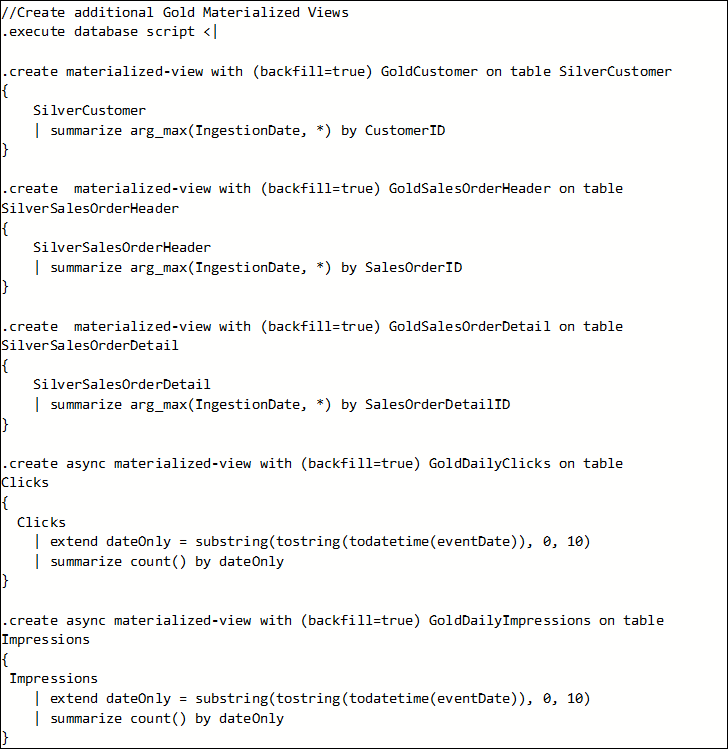 //Create additional Gold Materialized Views
.execute database script <|
.create materialized-view with (backfill=true) GoldCustomer on table SilverCustomer
{
    SilverCustomer
    | summarize arg_max(IngestionDate, *) by CustomerID
}
.create  materialized-view with (backfill=true) GoldSalesOrderHeader on table
SilverSalesOrderHeader
{
    SilverSalesOrderHeader
    | summarize arg_max(IngestionDate, *) by SalesOrderID
}
.create  materialized-view with (backfill=true) GoldSalesOrderDetail on table
SilverSalesOrderDetail
{
    SilverSalesOrderDetail
    | summarize arg_max(IngestionDate, *) by SalesOrderDetailID
}
.create async materialized-view with (backfill=true) GoldDailyClicks on table
Clicks
{
  Clicks
    | extend dateOnly = substring(tostring(todatetime(eventDate)), 0, 10)
    | summarize count() by dateOnly
}
.create async materialized-view with (backfill=true) GoldDailyImpressions on table
Impressions
{
 Impressions
    | extend dateOnly = substring(tostring(todatetime(eventDate)), 0, 10)
    | summarize count() by dateOnly
}